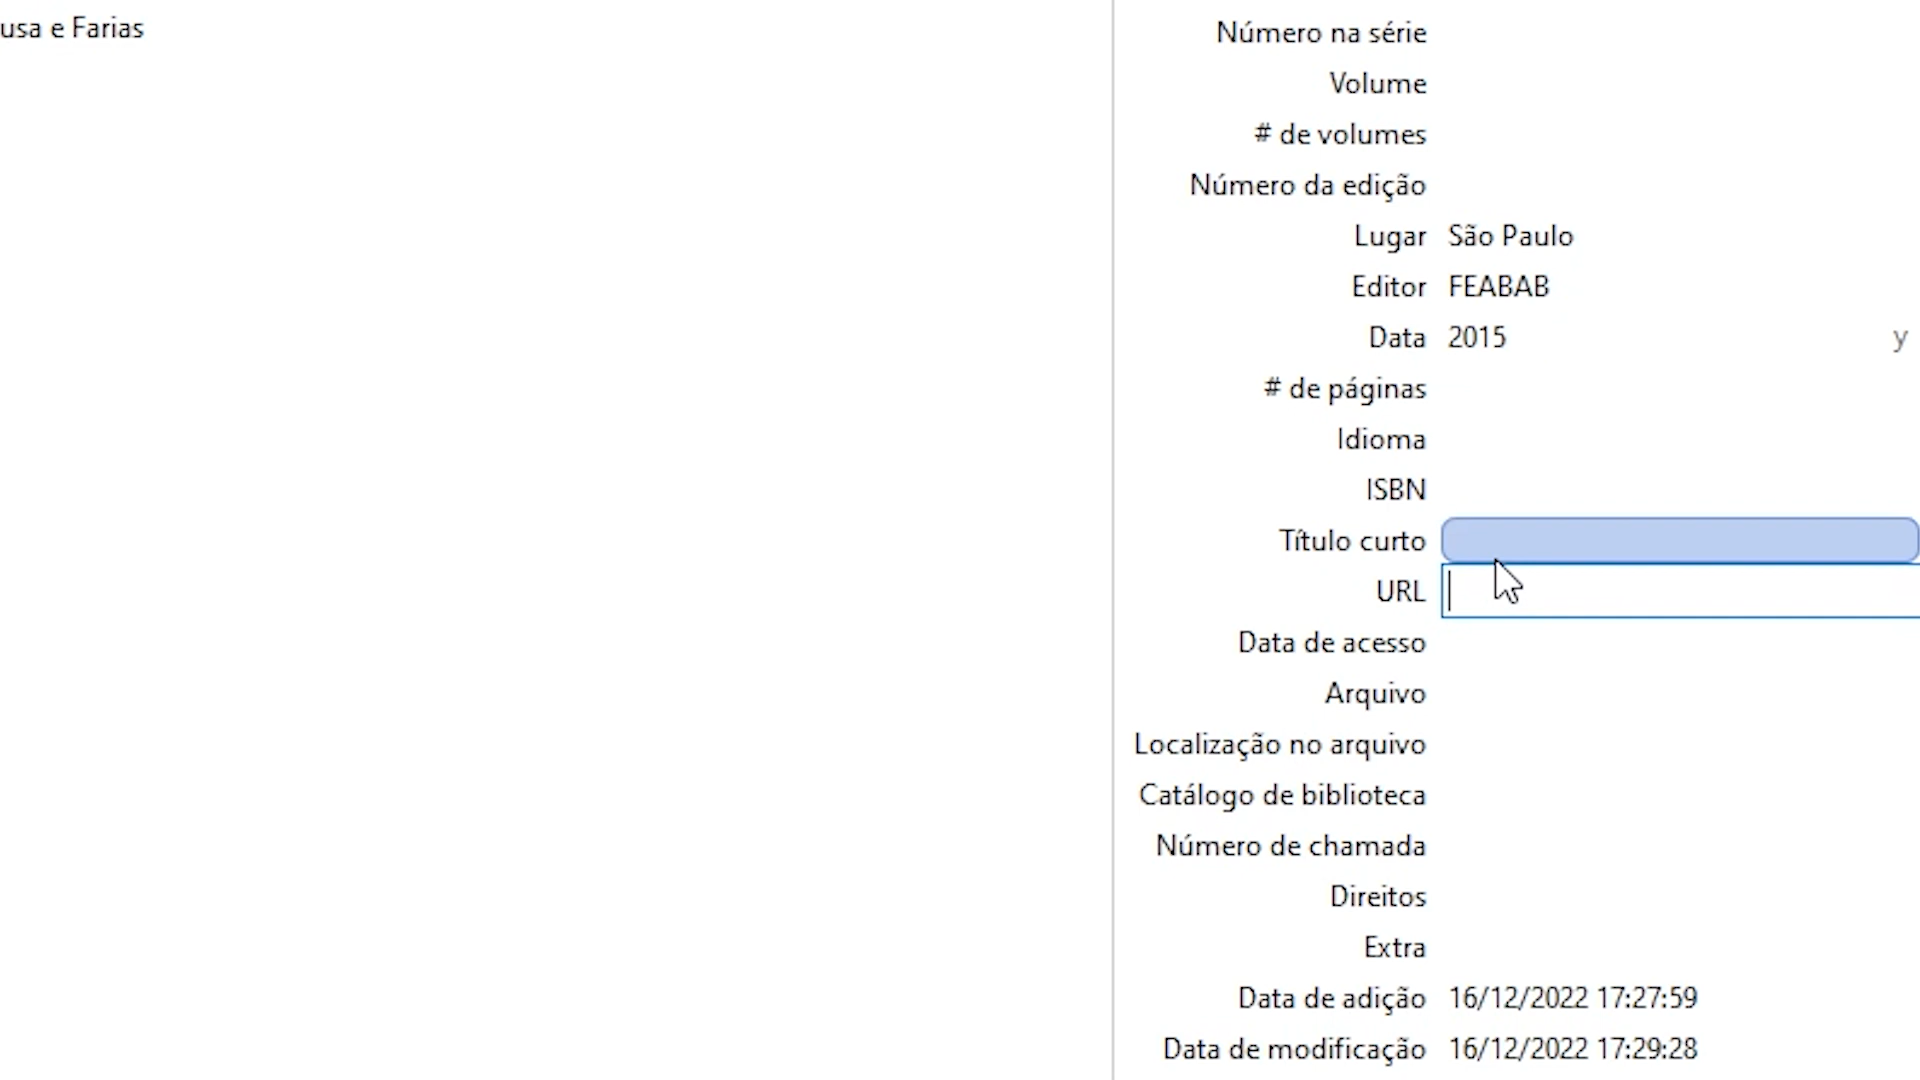 usa e Farias
Número na série
Volume
# de volumes
Número da edição
Lugar São Paulo
Editor FEABAB
Data 2015 y
# de páginas
Idioma
ISBN
Título curto
URL
Data de acesso
Arquivo
Localização no arquivo
Catálogo de biblioteca
Número de chamada
Direitos
Extra
Data de adição 16/12/2022 17:27:59
Data de modificação 16/12/2022 17:29:28